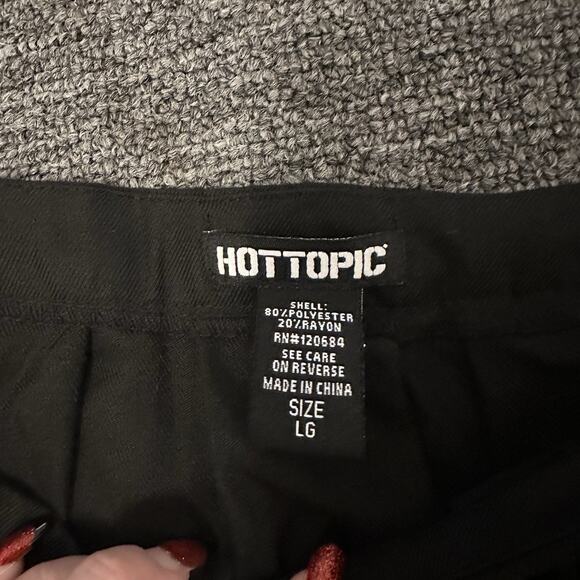 HOTTOPIC
SHELL:
80%POLYESTER
20%RAYON
RN#120684
SEE CARE
ON REVERSE
MADE IN CHINA
SIZE
LG